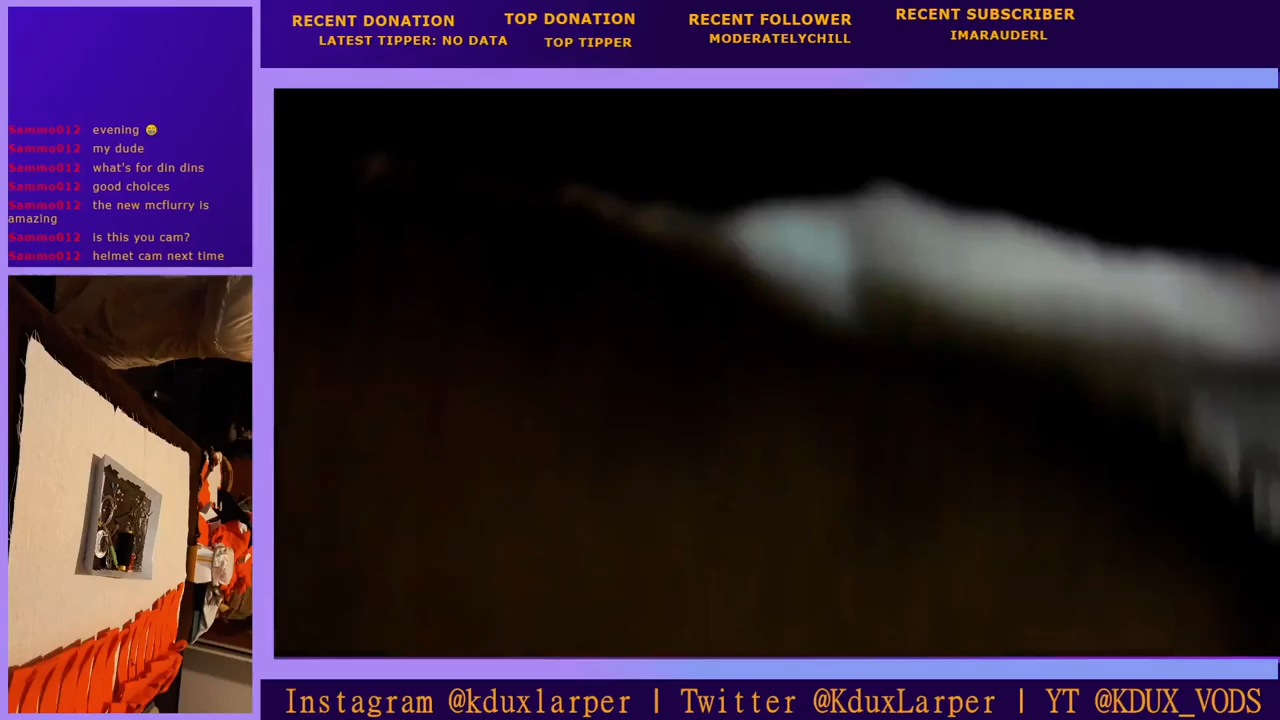 RECENT DONATION
LATEST TIPPER: NO DATA
TOP DONATION
TOP TIPPER
RECENT FOLLOWER
MODERATELYCHILL
RECENT SUBSCRIBER
IMARAUDERL
Sammo012 evening 😄
Sammo012 my dude
Sammo012 what's for din dins
Sammo012 good choices
Sammo012 the new mcflurry is
amazing
Sammo012 is this you cam?
Sammo012 helmet cam next time
Instagram @kduxlarper | Twitter @KduxLarper | YT @KDUX_VODS